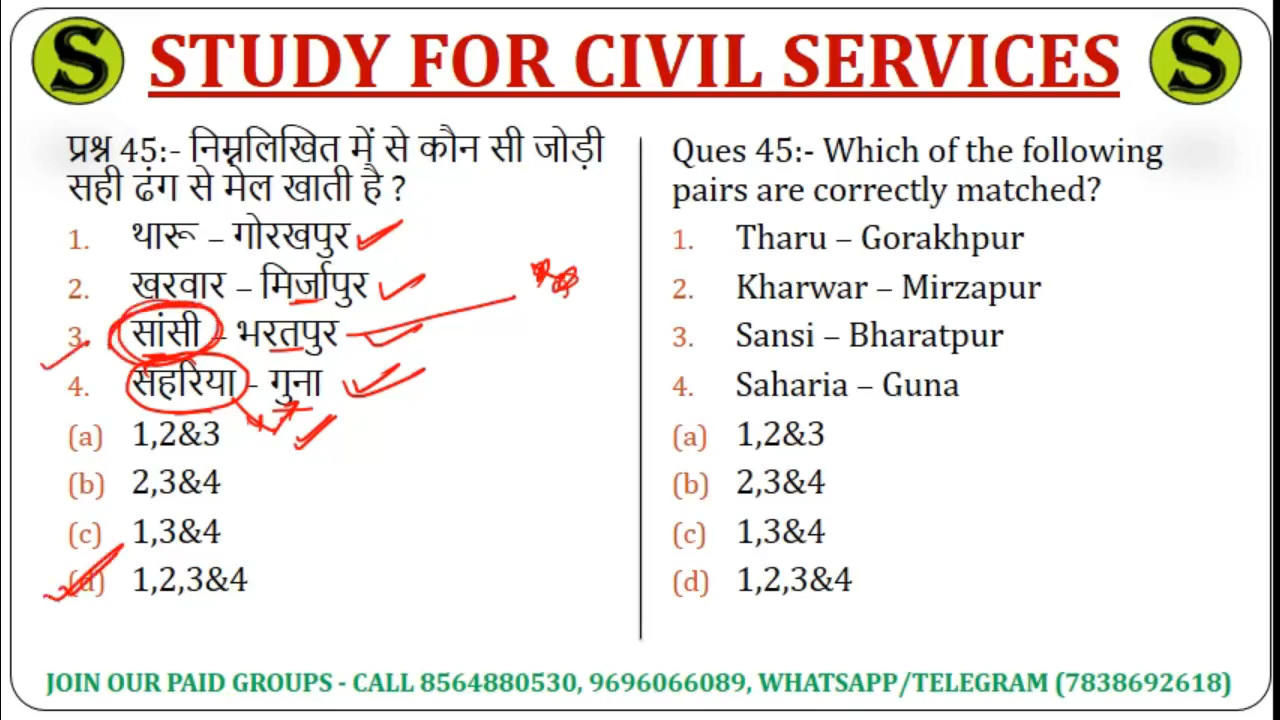 S STUDY FOR CIVIL SERVICES S
प्रश्न 45:- निम्नलिखित में से कौन सी जोड़ी
सही ढंग से मेल खाती है ?
1. थारू – गोरखपुर
2. खरवार – मिर्जापुर
3. सांसी – भरतपुर
4. सहरिया – गुना
(a) 1,2&3
(b) 2,3&4
(c) 1,3&4
(d) 1,2,3&4
Ques 45:- Which of the following
pairs are correctly matched?
1. Tharu – Gorakhpur
2. Kharwar – Mirzapur
3. Sansi – Bharatpur
4. Saharia – Guna
(a) 1,2&3
(b) 2,3&4
(c) 1,3&4
(d) 1,2,3&4
JOIN OUR PAID GROUPS - CALL 8564880530, 9696066089, WHATSAPP/TELEGRAM (7838692618)